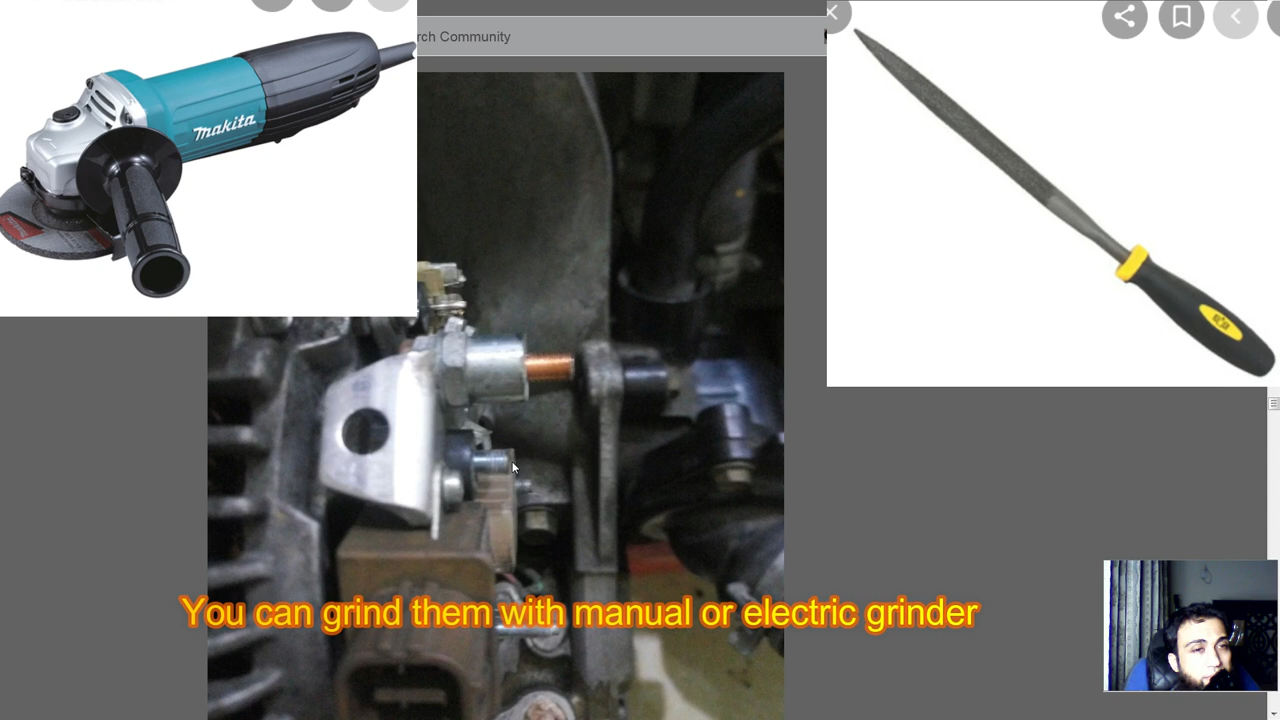 rch Community
makita
You can grind them with manual or electric grinder